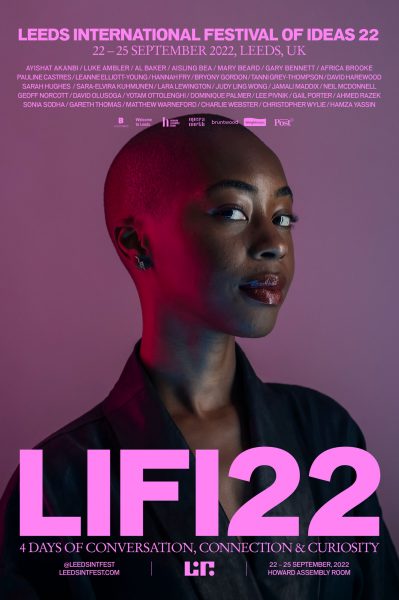 LEEDS INTERNATIONAL FESTIVAL OF IDEAS 22
22 – 25 SEPTEMBER 2022, LEEDS, UK
AYISHAT AKANBI / LUKE AMBLER / AL BAKER / AISLING BEA / MARY BEARD / GARY BENNETT / AFRICA BROOKE
PAULINE CASTRES / LEANNE ELLIOTT-YOUNG / HANNAH FRY / BRYONY GORDON / TANNI GREY-THOMPSON / DAVID HAREWOOD
SARAH HUGHES / SARA-ELVIRA KUHMUNEN / LARA LEWINGTON / JUDY LING WONG / JAMALI MADDIX / NEIL MCDONNELL
GEOFF NORCOTT / DAVID OLUSOGA / YOTAM OTTOLENGHI / DOMINIQUE PALMER / LEE PIVNIK / GAIL PORTER / AHMED RAZEK
SONIA SODHA / GARETH THOMAS / MATTHEW WARNEFORD / CHARLIE WEBSTER / CHRISTOPHER WYLIE / HAMZA YASSIN
Welcome to Leeds
bruntwood
Post
LIFI22
4 DAYS OF CONVERSATION, CONNECTION & CURIOSITY
@LEEDSINTFEST
LEEDSINTFEST.COM
22 – 25 SEPTEMBER, 2022
HOWARD ASSEMBLY ROOM